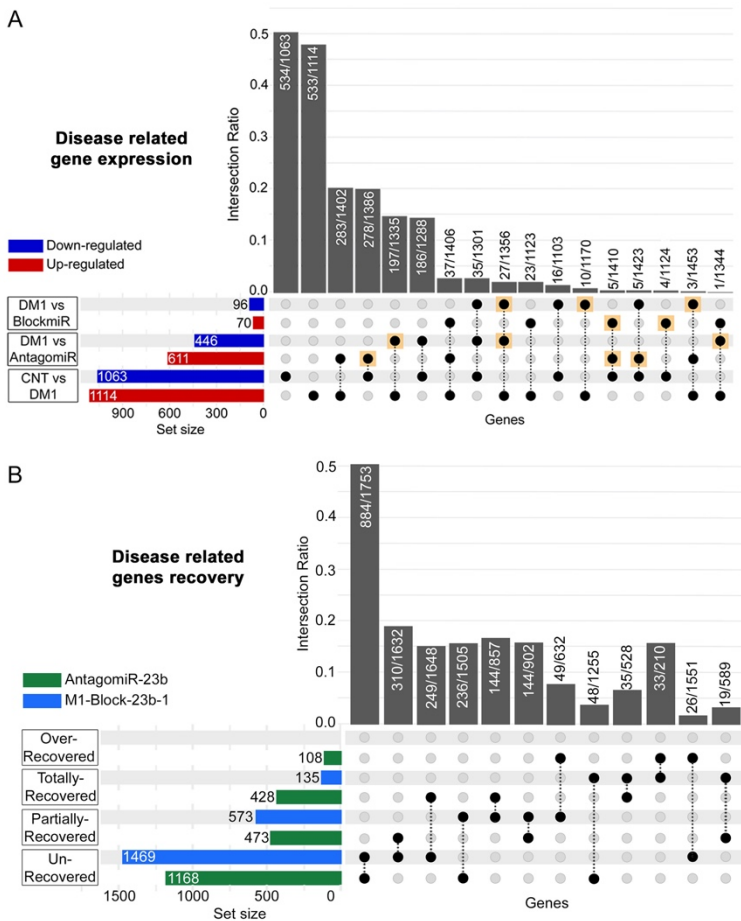 A
0.5
0.4
0.3
0.2
0.1
0.0
Intersection Ratio
534/1063
533/1114
283/1402
278/1386
197/1335
186/1288
37/1406
35/1301
27/1356
23/1123
16/1103
10/1170
5/1410
5/1423
4/1124
3/1453
1/1344
Disease related
gene expression
Down-regulated
Up-regulated
DM1 vs
BlockmiR
96
70
DM1 vs
AntagomiR
446
611
CNT vs
DM1
1063
1114
900
600
300
0
Set size
Genes
B
0.5
0.4
0.3
0.2
0.1
0.0
Intersection Ratio
884/1753
310/1632
249/1648
236/1505
144/857
144/902
49/632
48/1255
35/528
33/210
26/1551
19/589
Disease related
genes recovery
AntagomiR-23b
M1-Block-23b-1
Over-
Recovered
108
Totally-
Recovered
135
428
Partially-
Recovered
573
473
Un-
Recovered
1469
1168
1500
1000
500
0
Set size
Genes